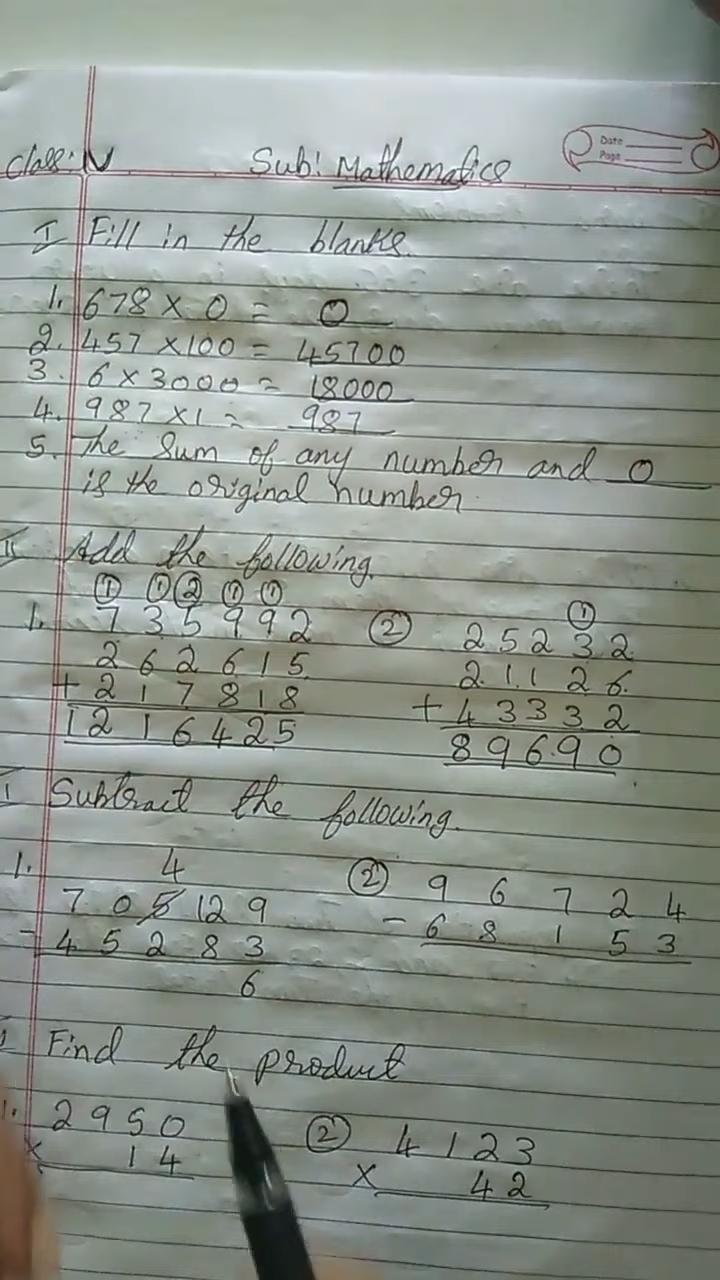 Date
Page
Class: IV Sub: Mathematics
I Fill in the blanks.
1. 678 × 0 = 0
2. 457 × 100 = 45700
3. 6 × 3000 = 18000
4. 987 × 1 = 987
5. The Sum of any number and 0
is the original number.
II Add the following.
① ① ② ① ①
1. 7 3 5 9 9 2
2 6 2 6 1 5
+ 2 1 7 8 1 8
1 2 1 6 4 2 5
①
② 2 5 2 3 2
2 1 1 2 6
+ 4 3 3 3 2
8 9 6 9 0
I Subtract the following.
4
1. 7 0 5 12 9
- 4 5 2 8 3
6
② 9 6 7 2 4
- 6 8 1 5 3
Find the product
1. 2 9 5 0
× 1 4
② 4 1 2 3
× 4 2